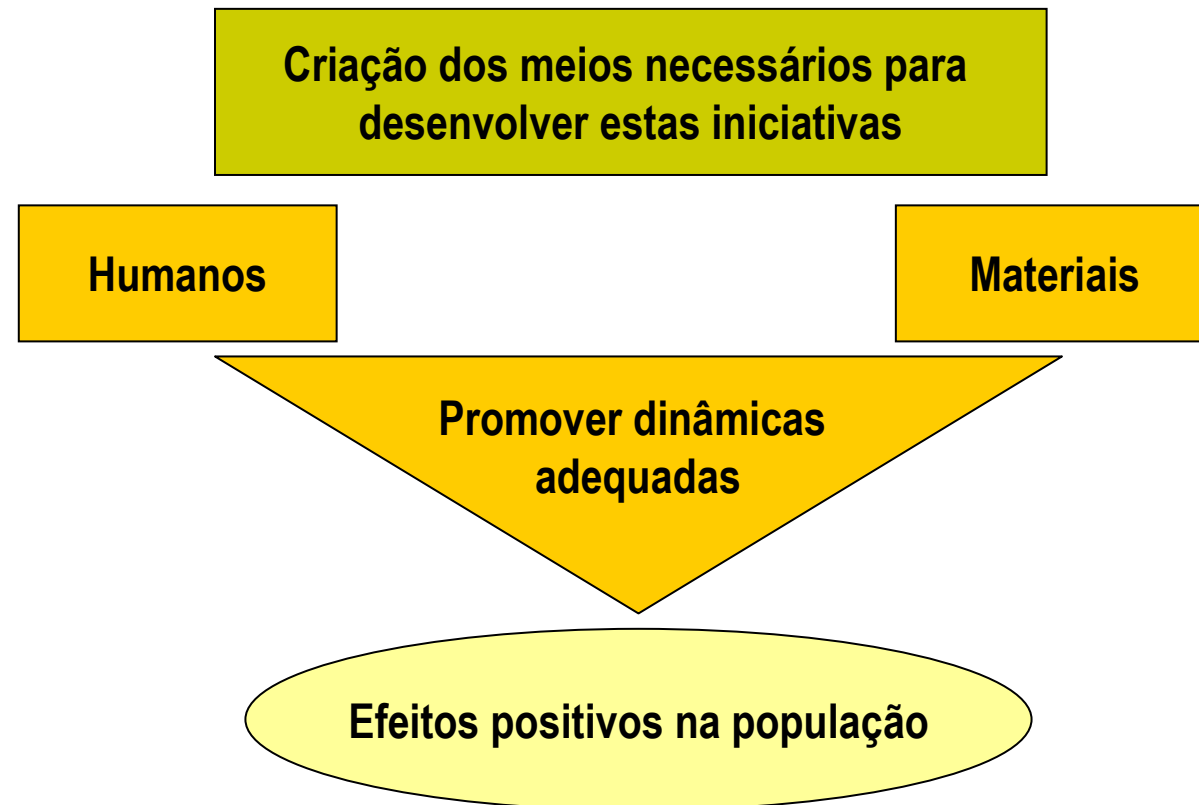 Criação dos meios necessários para
desenvolver estas iniciativas
Humanos
Materiais
Promover dinâmicas
adequadas
Efeitos positivos na população